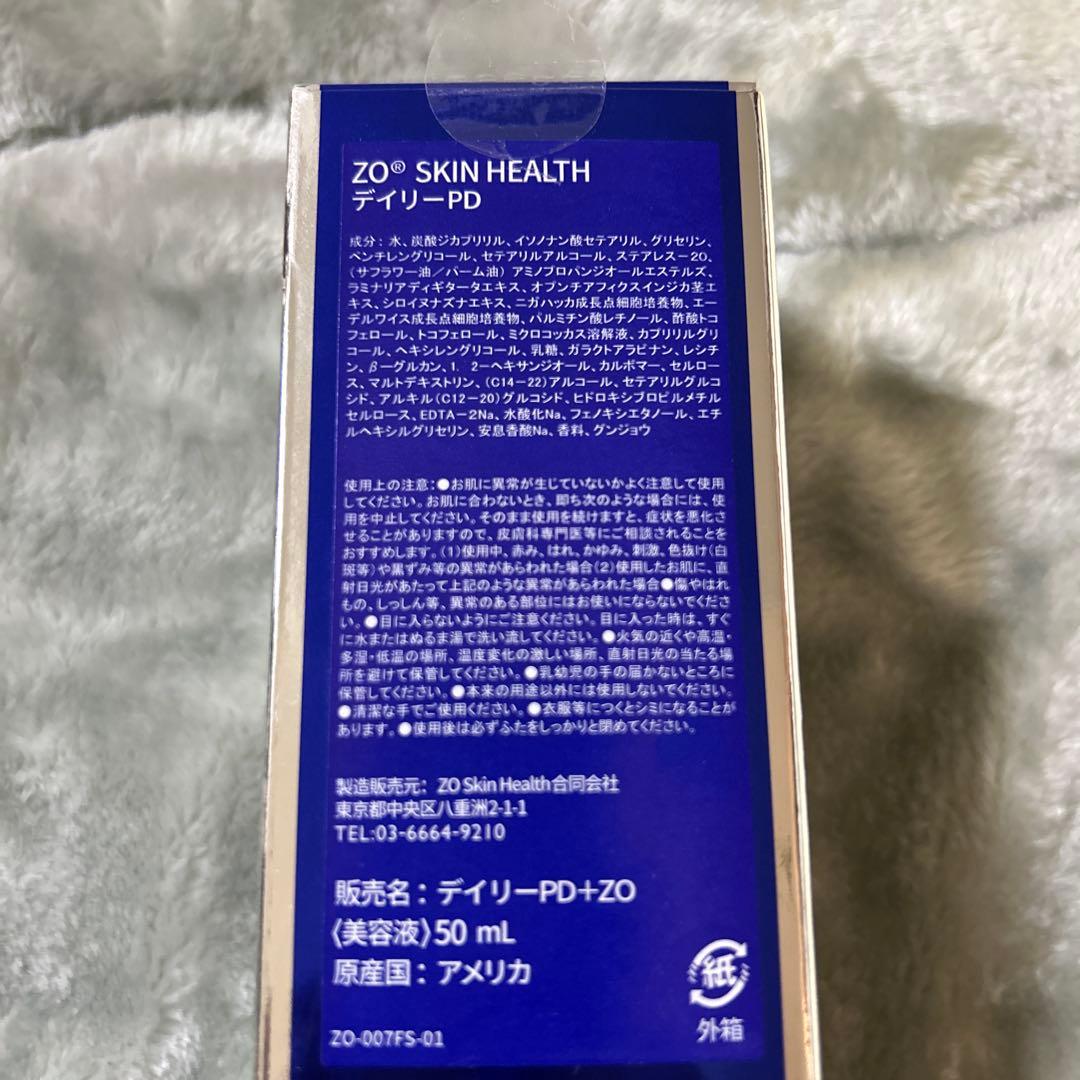 ZO® SKIN HEALTH
デイリーPD
成分：水、炭酸ジカプリリル、イソノナン酸セテアリル、グリセリン、
ペンチレングリコール、セテアリルアルコール、ステアレス－20、
（サフラワー油／パーム油）アミノプロパンジオールエステルズ、
ラミナリアディギタータエキス、オプンチアフィクスインジカ茎エ
キス、シロイヌナズナエキス、ニガハッカ成長点細胞培養物、エー
デルワイス成長点細胞培養物、パルミチン酸レチノール、酢酸トコ
フェロール、トコフェロール、ミクロコッカス溶解液、カプリリルグリ
コール、ヘキシレングリコール、乳糖、ガラクトアラビナン、レシチ
ン、β－グルカン、1，2－ヘキサンジオール、カルボマー、セルロー
ス、マルトデキストリン、（C14－22）アルコール、セテアリルグルコ
シド、アルキル（C12－20）グルコシド、ヒドロキシプロピルメチル
セルロース、EDTA－2Na、水酸化Na、フェノキシエタノール、エチ
ルヘキシルグリセリン、安息香酸Na、香料、グンジョウ
使用上の注意：●お肌に異常が生じていないかよく注意して使用
してください。お肌に合わないとき、即ち次のような場合には、使
用を中止してください。そのまま使用を続けますと、症状を悪化さ
せることがありますので、皮膚科専門医等にご相談されることを
おすすめします。（1）使用中、赤み、はれ、かゆみ、刺激、色抜け（白
斑等）や黒ずみ等の異常があらわれた場合（2）使用したお肌に、直
射日光があたって上記のような異常があらわれた場合●傷やはれ
もの、しっしん等、異常のある部位にはお使いにならないでくださ
い。●目に入らないようにご注意ください。目に入った時は、すぐ
に水またはぬるま湯で洗い流してください。●火気の近くや高温・
多湿・低温の場所、温度変化の激しい場所、直射日光の当たる場
所を避けて保管してください。●乳幼児の手の届かないところに
保管してください。●本来の用途以外には使用しないでください。
●清潔な手でご使用ください。●衣服等につくとシミになることが
あります。●使用後は必ずふたをしっかりと閉めてください。
製造販売元： ZO Skin Health合同会社
東京都中央区八重洲2-1-1
TEL:03-6664-9210
販売名：デイリーPD＋ZO
〈美容液〉50 mL
原産国：アメリカ
紙
外箱
ZO-007FS-01